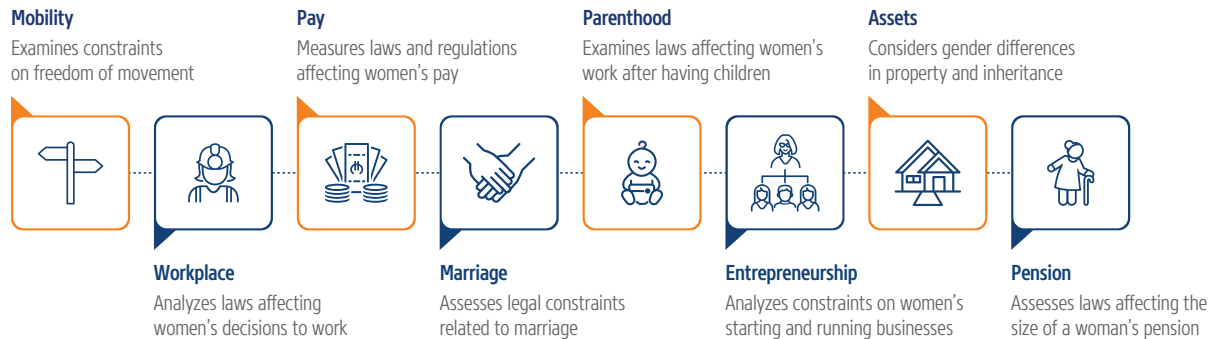 Mobility
Examines constraints
on freedom of movement
Pay
Measures laws and regulations
affecting women's pay
Parenthood
Examines laws affecting women's
work after having children
Assets
Considers gender differences
in property and inheritance
Workplace
Analyzes laws affecting
women's decisions to work
Marriage
Assesses legal constraints
related to marriage
Entrepreneurship
Analyzes constraints on women's
starting and running businesses
Pension
Assesses laws affecting the
size of a woman's pension